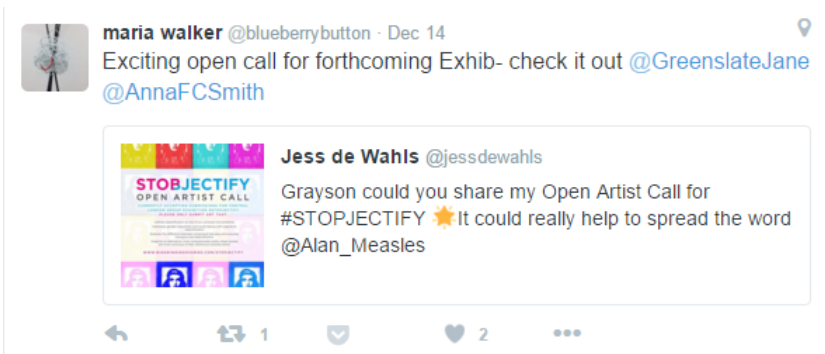 maria walker @blueberrybutton · Dec 14
Exciting open call for forthcoming Exhib- check it out @GreenslateJane
@AnnaFCSmith
STOBJECTIFY
OPEN ARTIST CALL
Jess de Wahls @jessdewahls
Grayson could you share my Open Artist Call for
#STOPJECTIFY 🌟It could really help to spread the word
@Alan_Measles
1
2